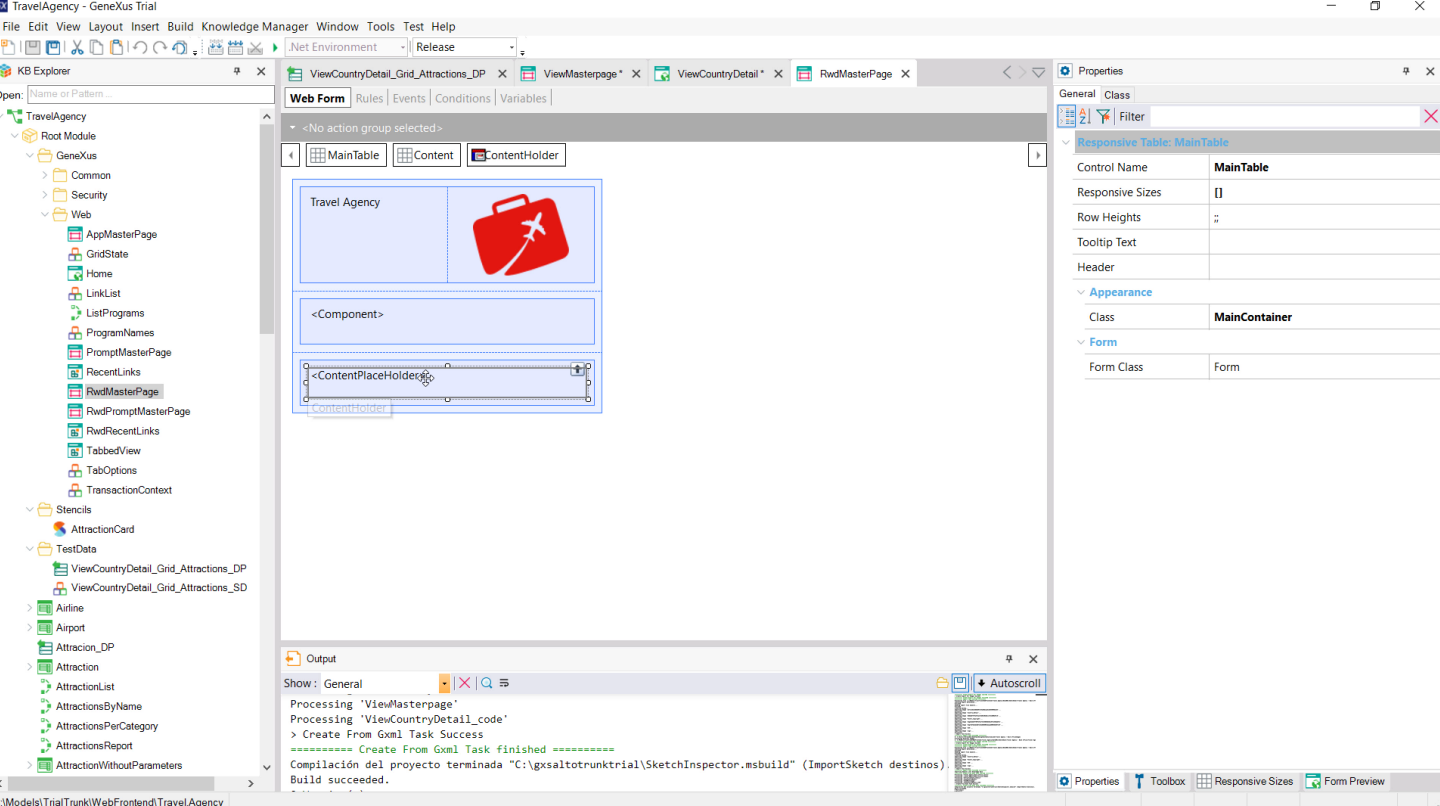 TravelAgency - GeneXus Trial
File Edit View Layout Insert Build Knowledge Manager Window Tools Test Help
.Net Environment Release
KB Explorer
Open: Name or Pattern ...
TravelAgency
Root Module
GeneXus
Common
Security
Web
AppMasterPage
GridState
Home
LinkList
ListPrograms
ProgramNames
PromptMasterPage
RecentLinks
RwdMasterPage
RwdPromptMasterPage
RwdRecentLinks
TabbedView
TabOptions
TransactionContext
Stencils
AttractionCard
TestData
ViewCountryDetail_Grid_Attractions_DP
ViewCountryDetail_Grid_Attractions_SD
Airline
Airport
Attracion_DP
Attraction
AttractionList
AttractionsByName
AttractionsPerCategory
AttractionsReport
AttractionWithoutParameters
ViewCountryDetail_Grid_Attractions_DP ViewMasterpage * ViewCountryDetail * RwdMasterPage
Web Form Rules Events Conditions Variables
<No action group selected>
MainTable Content ContentHolder
Travel Agency
<Component>
<ContentPlaceHolder
ContentHolder
Output
Show : General Autoscroll
Processing 'ViewMasterpage'
Processing 'ViewCountryDetail_code'
> Create From Gxml Task Success
========== Create From Gxml Task finished ==========
Compilación del proyecto terminada "C:\gxsaltotrunktrial\SketchInspector.msbuild" (ImportSketch destinos).
Build succeeded.
Properties
General Class
Filter
Responsive Table: MainTable
Control Name MainTable
Responsive Sizes []
Row Heights ;;
Tooltip Text
Header
Appearance
Class MainContainer
Form
Form Class Form
Properties Toolbox Responsive Sizes Form Preview
:\Models\TrialTrunk\WebFrontend\Travel.Agency